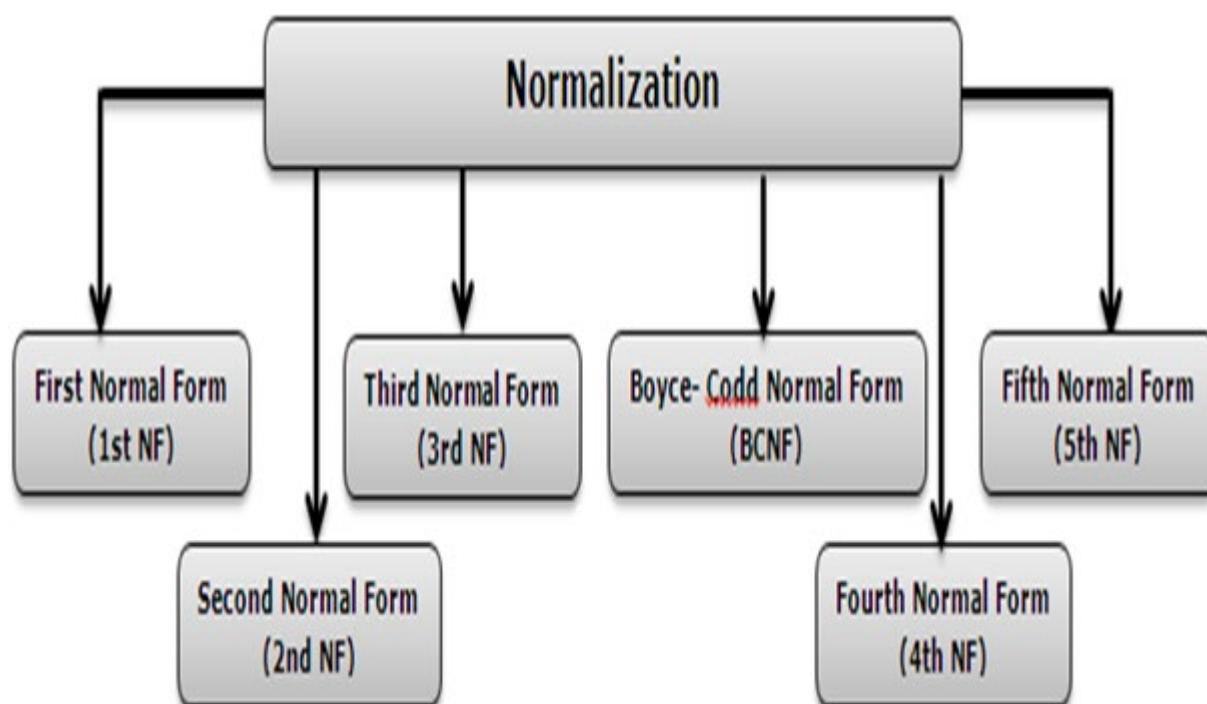 Normalization
First Normal Form
(1st NF)
Third Normal Form
(3rd NF)
Boyce- Codd Normal Form
(BCNF)
Fifth Normal Form
(5th NF)
Second Normal Form
(2nd NF)
Fourth Normal Form
(4th NF)